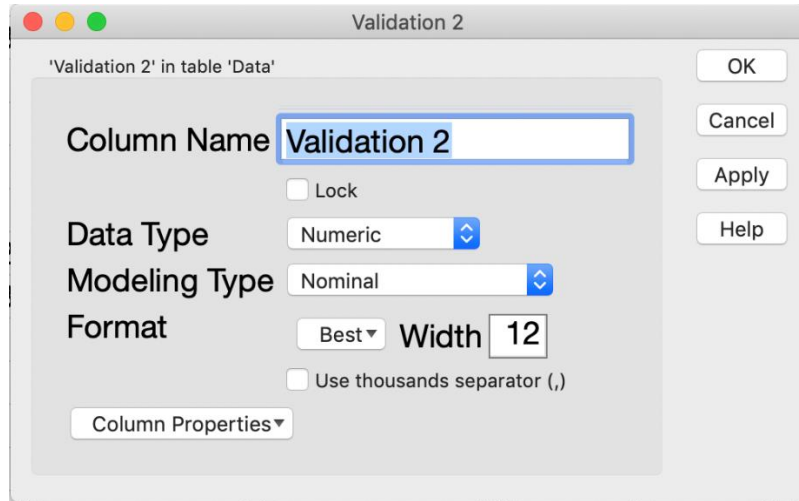 Validation 2
'Validation 2' in table 'Data'
OK
Column Name Validation 2
Cancel
Lock
Apply
Data Type Numeric
Help
Modeling Type Nominal
Format Best Width 12
Use thousands separator (,)
Column Properties